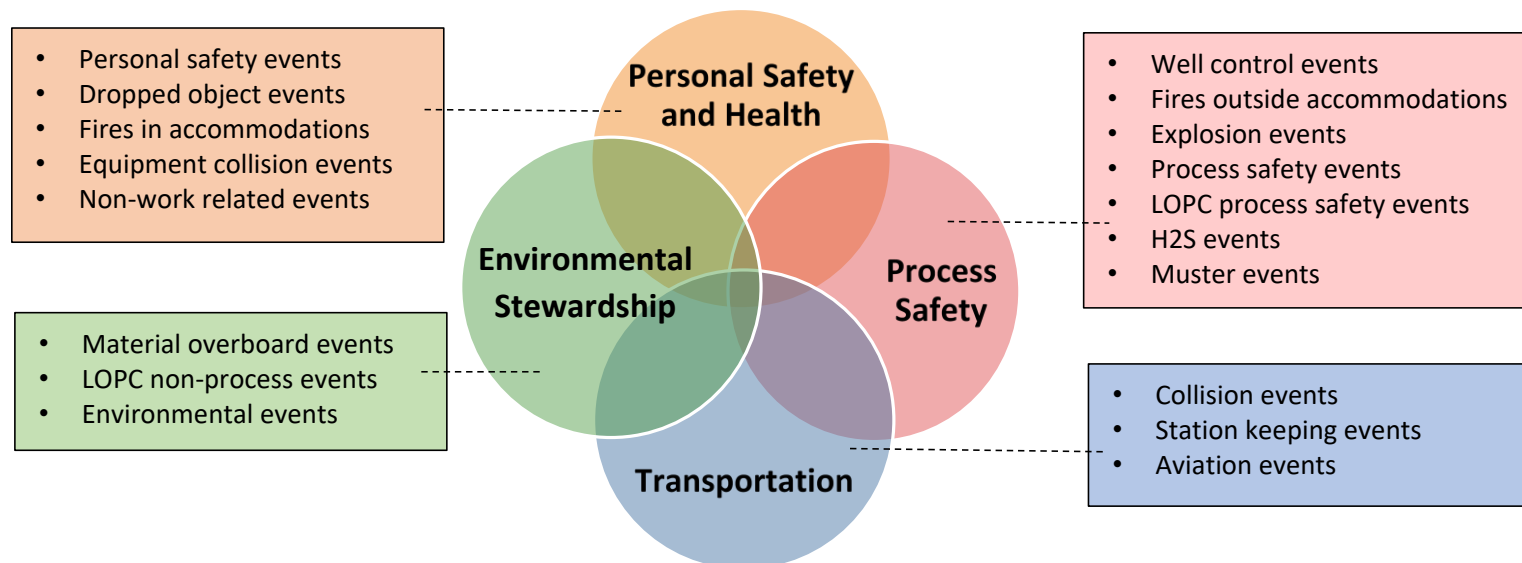 • Personal safety events
• Dropped object events
• Fires in accommodations
• Equipment collision events
• Non-work related events
Personal Safety
and Health
• Well control events
• Fires outside accommodations
• Explosion events
• Process safety events
• LOPC process safety events
• H2S events
• Muster events
Environmental
Stewardship
Process
Safety
• Material overboard events
• LOPC non-process events
• Environmental events
Transportation
• Collision events
• Station keeping events
• Aviation events